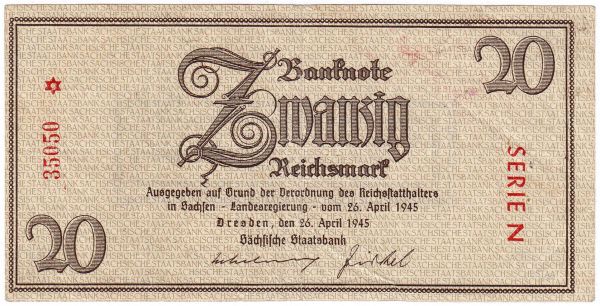 20
Banknote
Zwanzig
Reichsmark
Ausgegeben auf Grund der Verordnung des Reichsstatthalters
in Sachsen - Landesregierung - vom 26. April 1945
Dresden, den 26. April 1945
Sächsische Staatsbank
20
35050
SERIE N